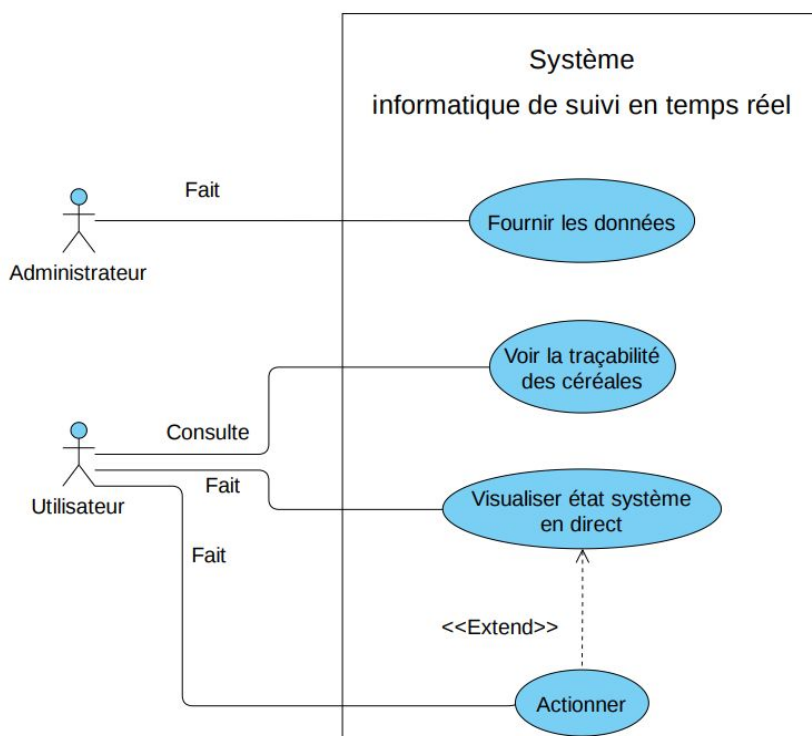 Système
informatique de suivi en temps réel
Fait
Fournir les données
Administrateur
Voir la traçabilité
des céréales
Consulte
Fait
Utilisateur
Visualiser état système
en direct
Fait
<<Extend>>
Actionner